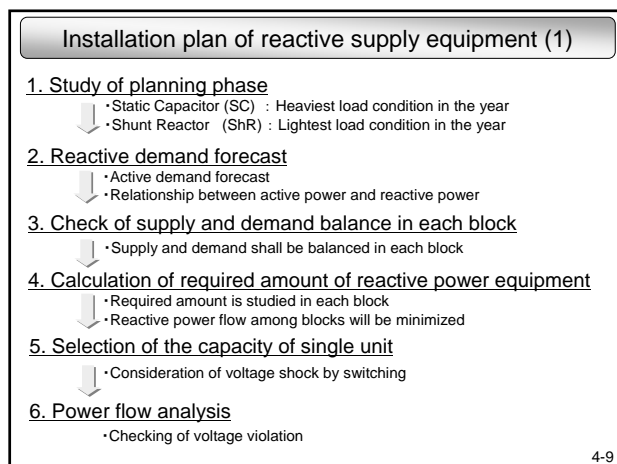 Installation plan of reactive supply equipment (1)
1. Study of planning phase
・Static Capacitor (SC) : Heaviest load condition in the year
・Shunt Reactor (ShR) : Lightest load condition in the year
2. Reactive demand forecast
・Active demand forecast
・Relationship between active power and reactive power
3. Check of supply and demand balance in each block
・Supply and demand shall be balanced in each block
4. Calculation of required amount of reactive power equipment
・Required amount is studied in each block
・Reactive power flow among blocks will be minimized
5. Selection of the capacity of single unit
・Consideration of voltage shock by switching
6. Power flow analysis
・Checking of voltage violation
4-9